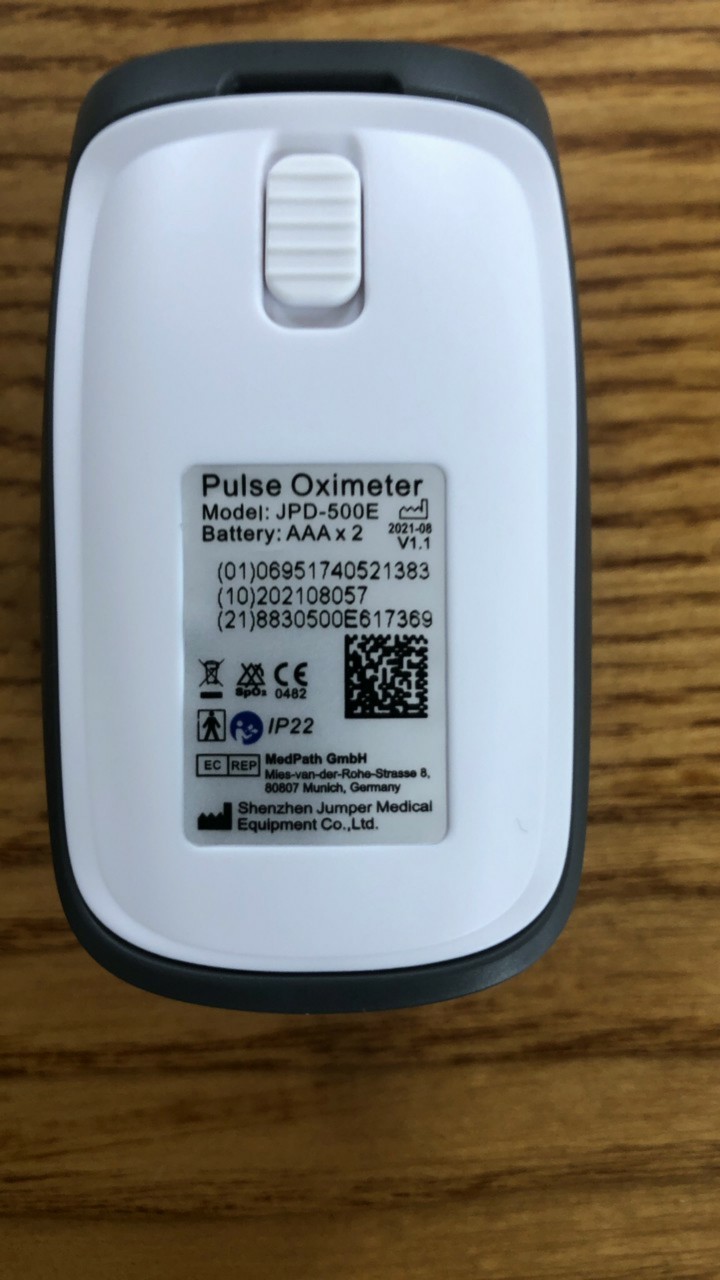 Pulse Oximeter
Model: JPD-500E
2021-08
Battery: AAA x 2
V1.1
(01)06951740521383
(10)202108057
(21)8830500E617369
SpO₂
CE
0482
IP22
EC REP
MedPath GmbH
Mies-van-der-Rohe-Strasse 8,
80807 Munich, Germany
Shenzhen Jumper Medical
Equipment Co.,Ltd.